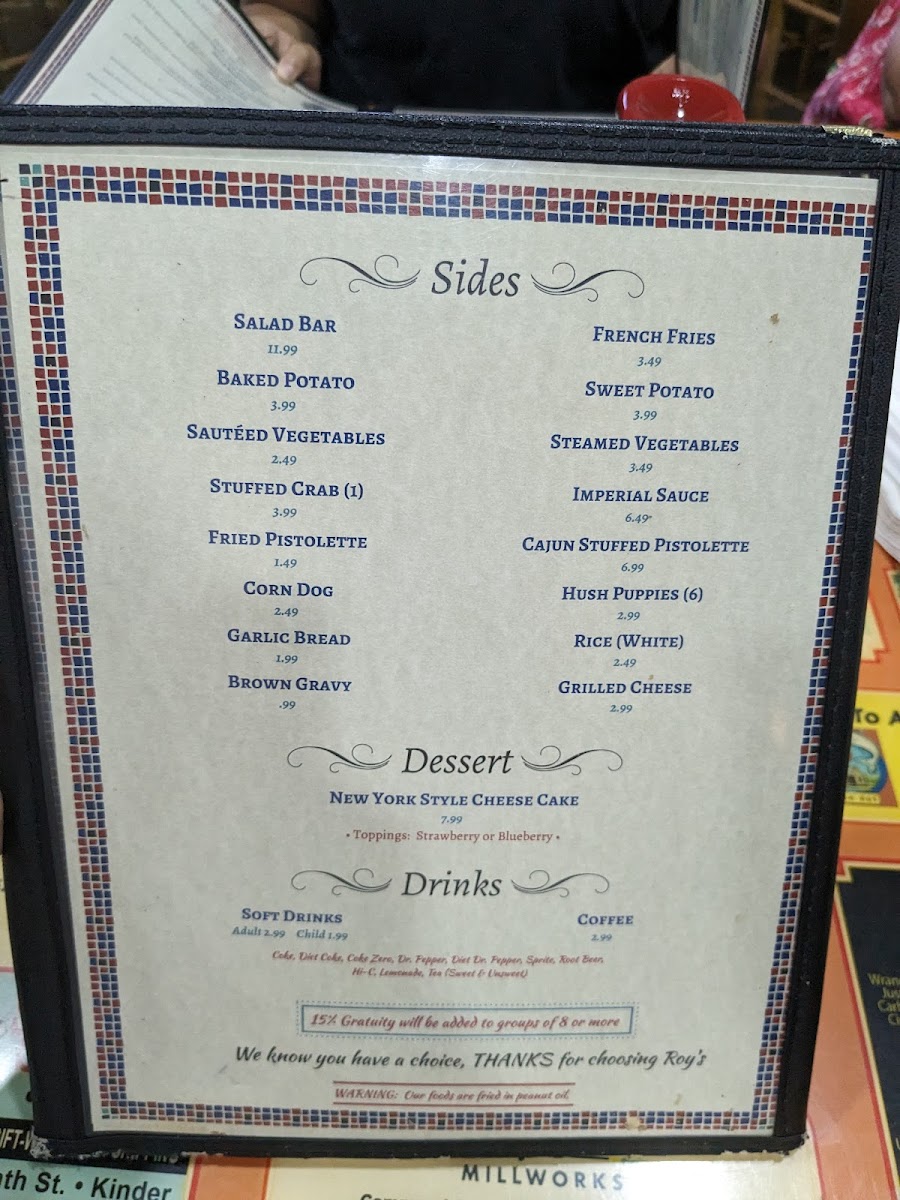 Sides
SALAD BAR
11.99
BAKED POTATO
3.99
SAUTÉED VEGETABLES
2.49
STUFFED CRAB (1)
3.99
FRIED PISTOLETTE
1.49
CORN DOG
2.49
GARLIC BREAD
1.99
BROWN GRAVY
.99
FRENCH FRIES
3.49
SWEET POTATO
3.99
STEAMED VEGETABLES
3.49
IMPERIAL SAUCE
6.49
CAJUN STUFFED PISTOLETTE
6.99
HUSH PUPPIES (6)
2.99
RICE (WHITE)
2.49
GRILLED CHEESE
2.99
Dessert
NEW YORK STYLE CHEESE CAKE
7.99
• Toppings: Strawberry or Blueberry •
Drinks
SOFT DRINKS
Adult 2.99 Child 1.99
COFFEE
2.99
Coke, Diet Coke, Coke Zero, Dr. Pepper, Diet Dr. Pepper, Sprite, Root Beer,
Hi-C, Lemonade, Tea (Sweet & Unsweet)
15% Gratuity will be added to groups of 8 or more
We know you have a choice, THANKS for choosing Roy's
WARNING: Our foods are fried in peanut oil.
To A
th St. • Kinder
MILLWORKS